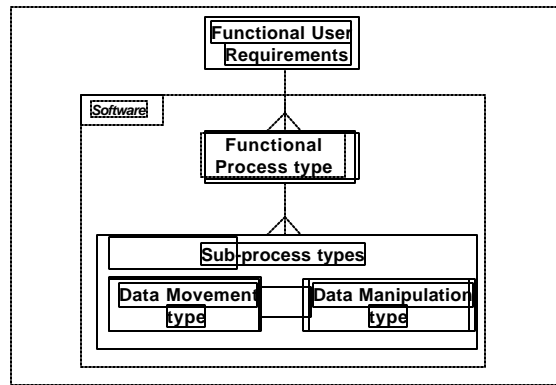 Functional User
Requirements
Software
Functional
Process type
Sub-process types
Data Movement
type
Data Manipulation
type